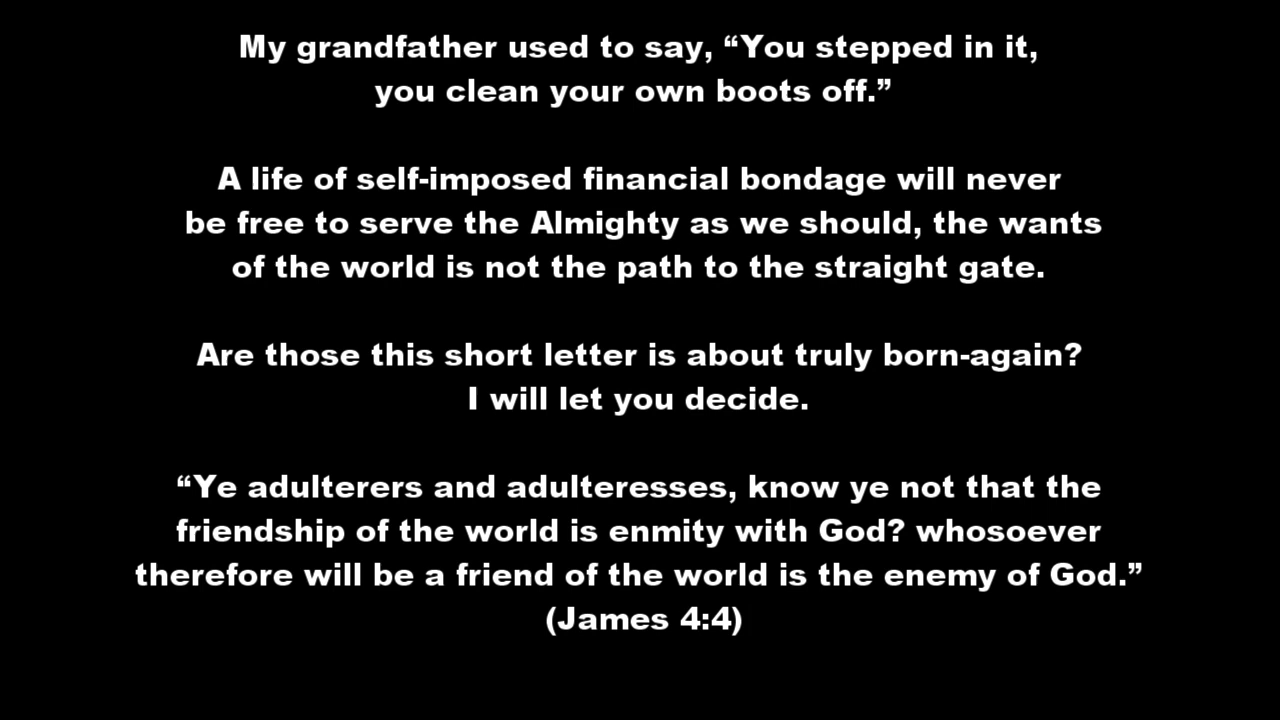 My grandfather used to say, “You stepped in it,
you clean your own boots off.”
A life of self-imposed financial bondage will never
be free to serve the Almighty as we should, the wants
of the world is not the path to the straight gate.
Are those this short letter is about truly born-again?
I will let you decide.
“Ye adulterers and adulteresses, know ye not that the
friendship of the world is enmity with God? whosoever
therefore will be a friend of the world is the enemy of God.”
(James 4:4)